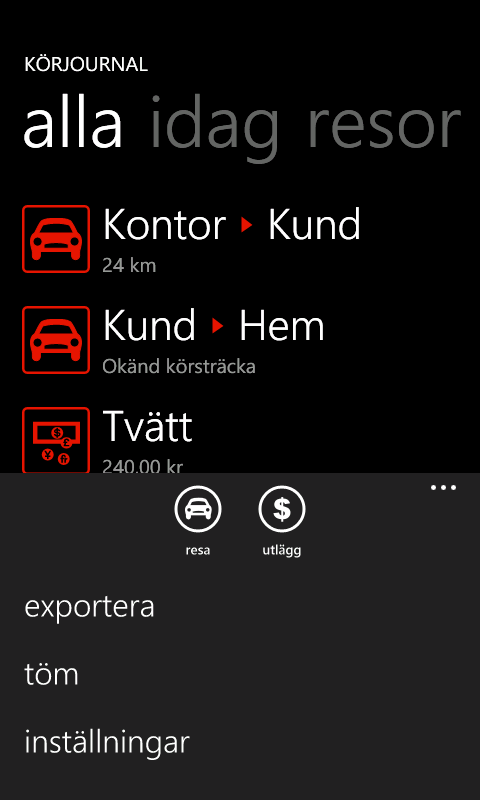 KÖRJOURNAL
alla idag resor
Kontor Kund
24 km
Kund Hem
Okänd körsträcka
Tvätt
240.00 kr
resa utlägg
exportera
töm
inställningar